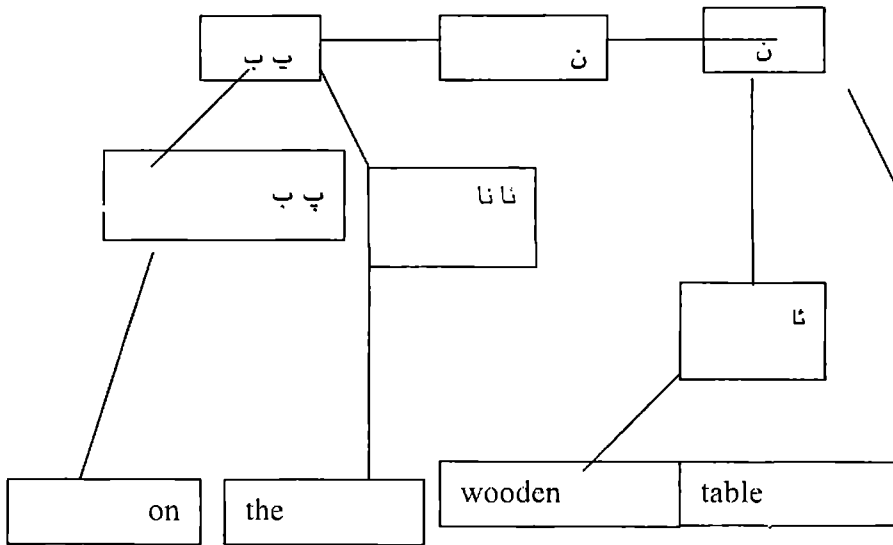 پ ب
ن
ن
پ ب
ئا نا
ئا
on
the
wooden
table